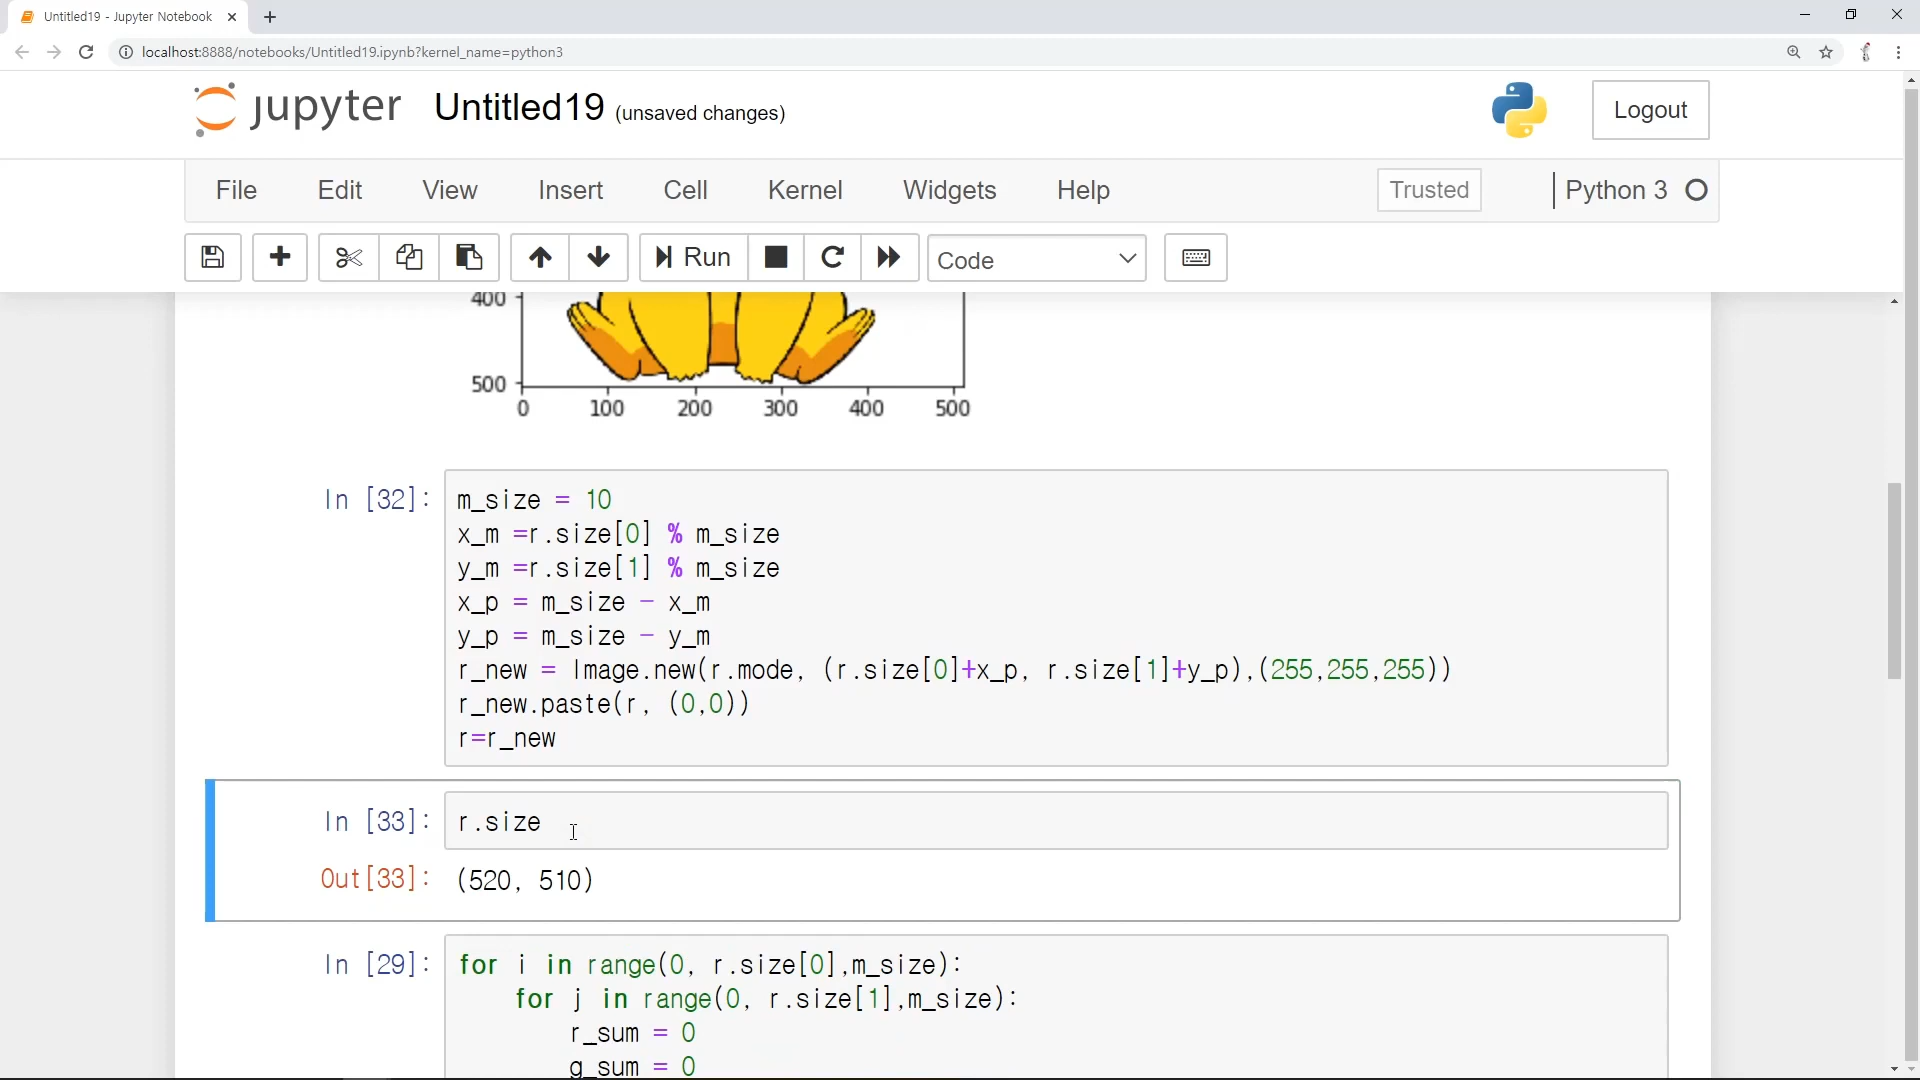 Untitled19 - Jupyter Notebook
localhost:8888/notebooks/Untitled19.ipynb?kernel_name=python3
jupyter Untitled19 (unsaved changes)
Logout
File Edit View Insert Cell Kernel Widgets Help Trusted Python 3
Run Code
400
500
0 100 200 300 400 500
In [32]: m_size = 10
x_m =r.size[0] % m_size
y_m =r.size[1] % m_size
x_p = m_size - x_m
y_p = m_size - y_m
r_new = Image.new(r.mode, (r.size[0]+x_p, r.size[1]+y_p),(255,255,255))
r_new.paste(r, (0,0))
r=r_new
In [33]: r.size
Out[33]: (520, 510)
In [29]: for i in range(0, r.size[0],m_size):
for j in range(0, r.size[1],m_size):
r_sum = 0
g_sum = 0